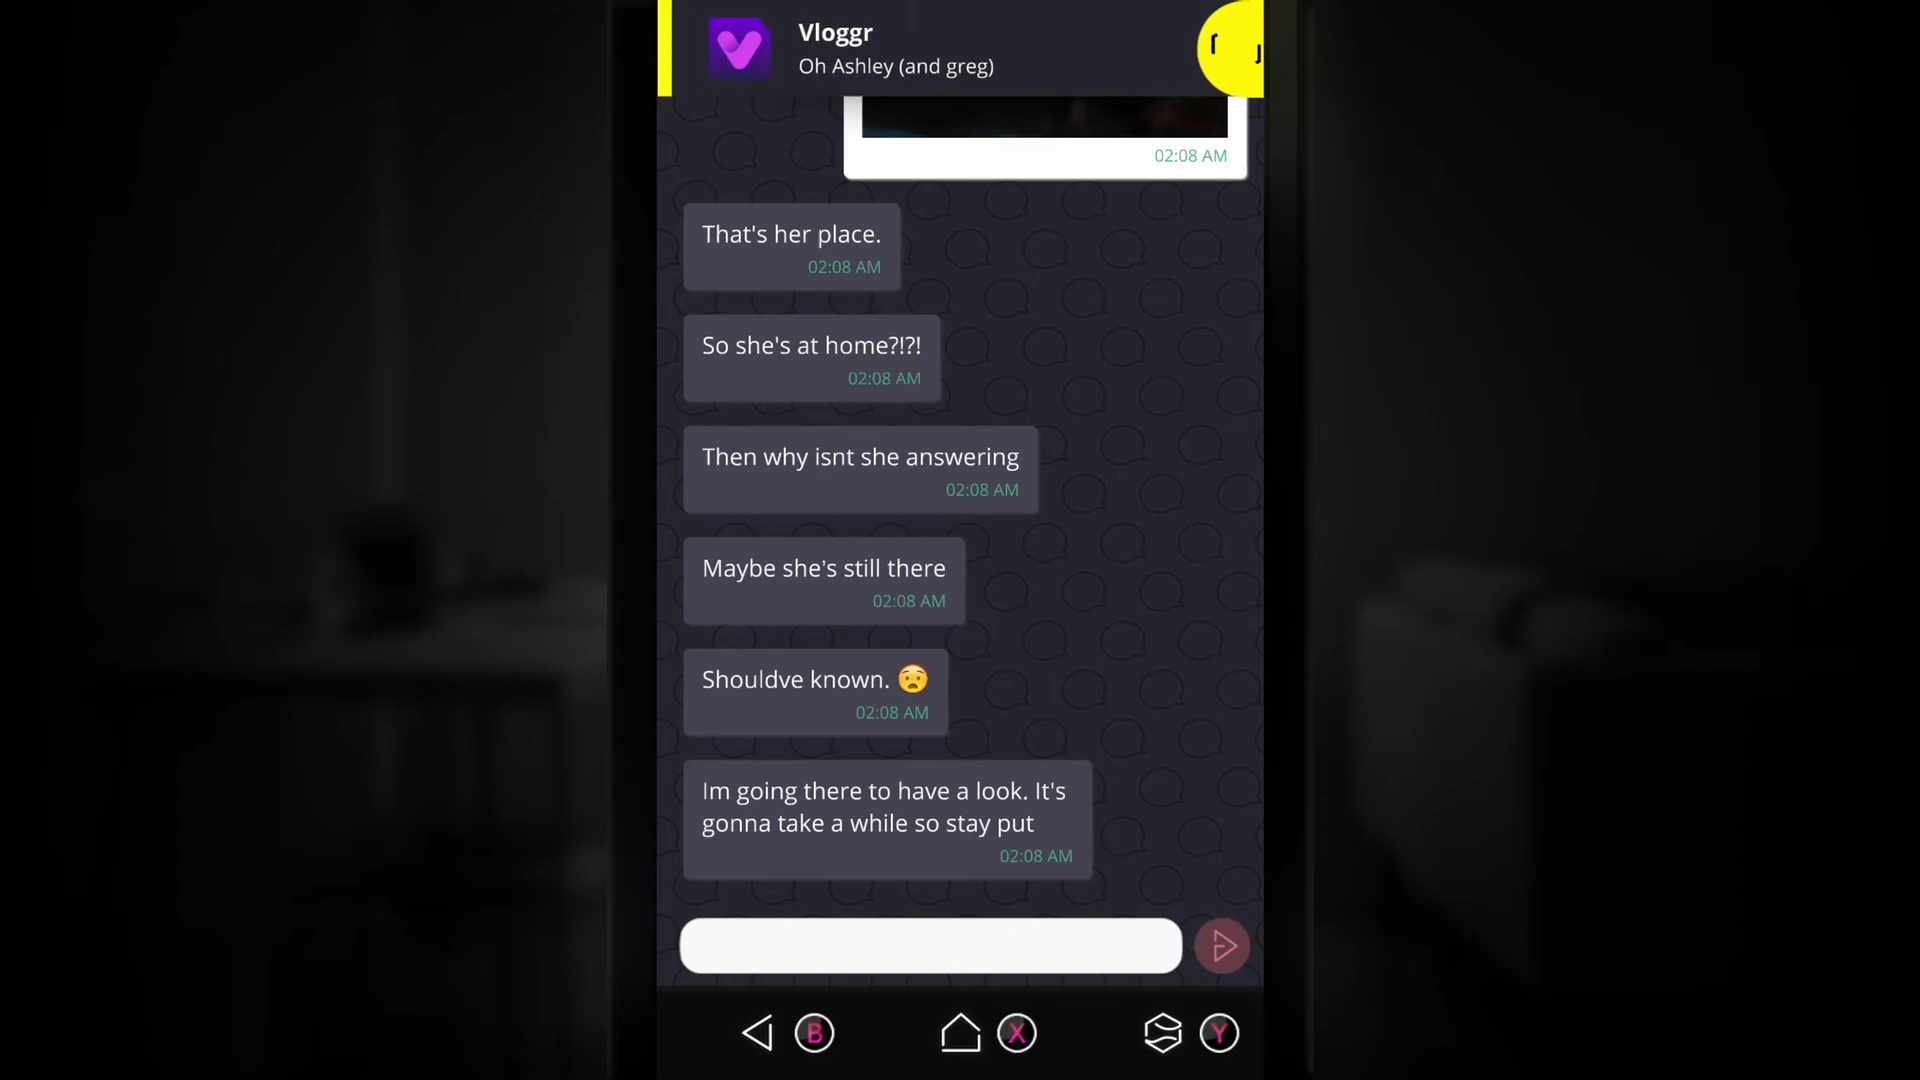 Vloggr
Oh Ashley (and greg)
02:08 AM
That's her place.
02:08 AM
So she's at home?!?!
02:08 AM
Then why isnt she answering
02:08 AM
Maybe she's still there
02:08 AM
Shouldve known. 😧
02:08 AM
Im going there to have a look. It's
gonna take a while so stay put
02:08 AM
B X Y